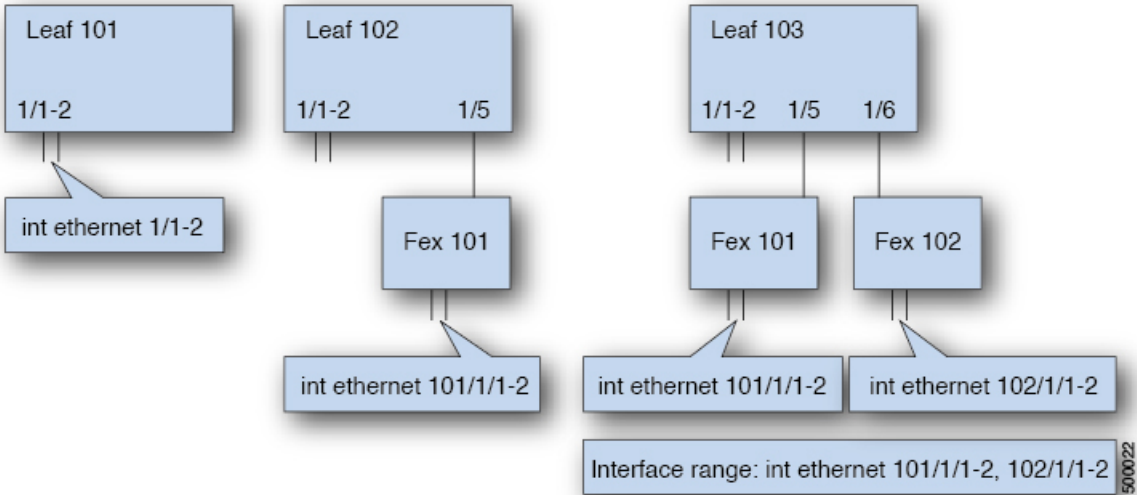 Leaf 101
1/1-2
int ethernet 1/1-2
Leaf 102
1/1-2
1/5
Fex 101
int ethernet 101/1/1-2
Leaf 103
1/1-2
1/5
1/6
Fex 101
Fex 102
int ethernet 101/1/1-2
int ethernet 102/1/1-2
Interface range: int ethernet 101/1/1-2, 102/1/1-2
500022